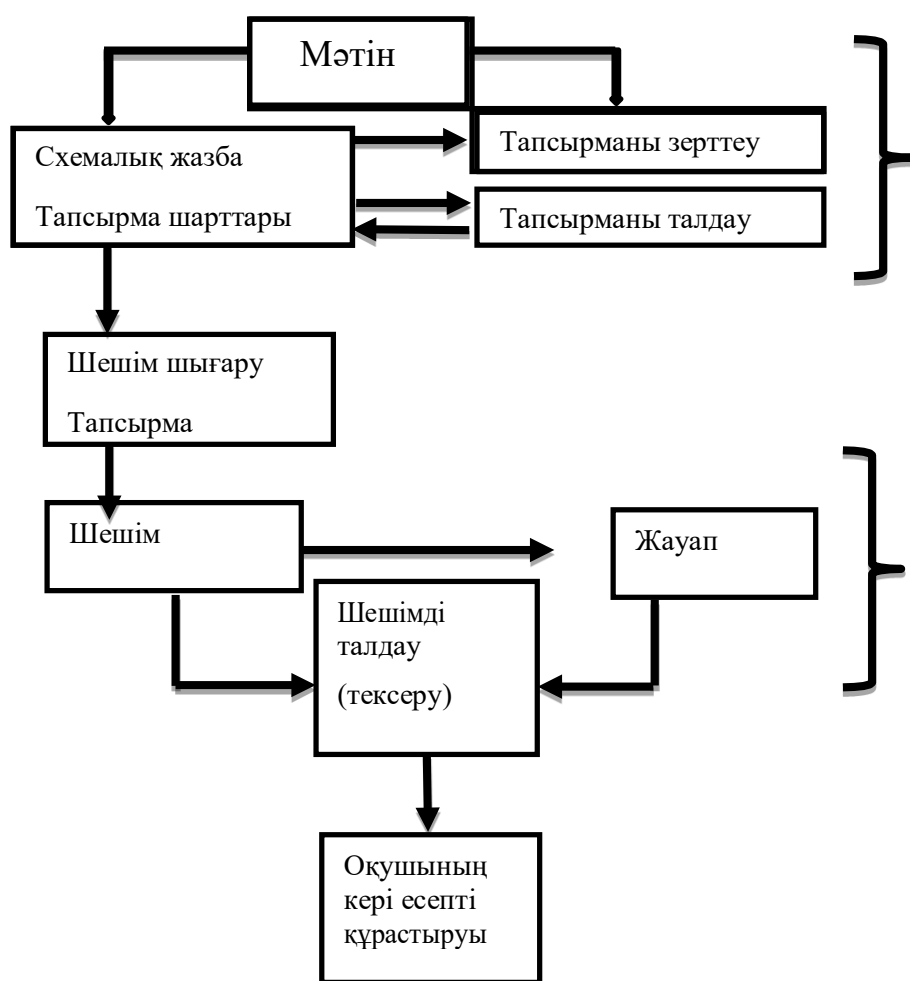 Мәтін
Схемалық жазба
Тапсырма шарттары
Тапсырманы зерттеу
Тапсырманы талдау
Шешім шығару
Тапсырма
Шешім
Жауап
Шешімді
талдау
(тексеру)
Оқушының
кері есепті
құрастыруы